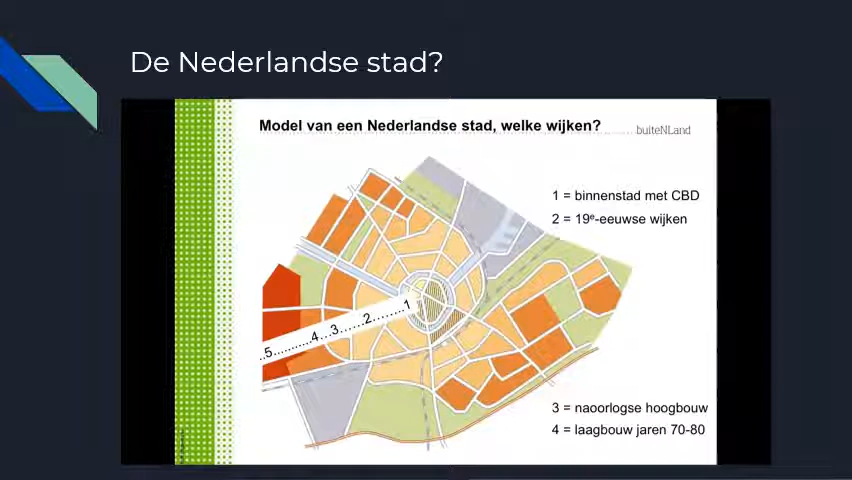 De Nederlandse stad?
Model van een Nederlandse stad, welke wijken?
buiteNLand
1 = binnenstad met CBD
2 = 19e-eeuwse wijken
..5..........4...3.......2........1
3 = naoorlogse hoogbouw
4 = laagbouw jaren 70-80